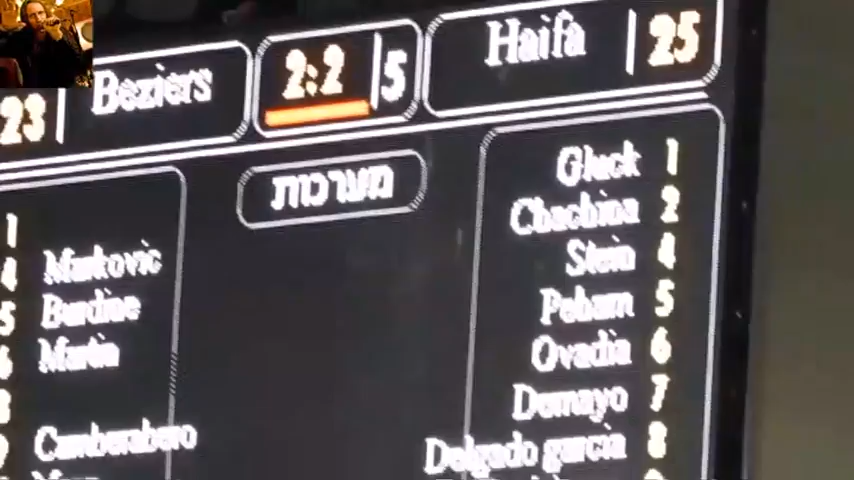 23 Beziers 2:2 5 Haifa 25
מערכות
Gluck 1
1 Chachina 2
4 Markovic Stein 4
5 Burdine Peham 5
6 Martin Ovadia 6
Demayo 7
Camberabero Delgado garcia 8